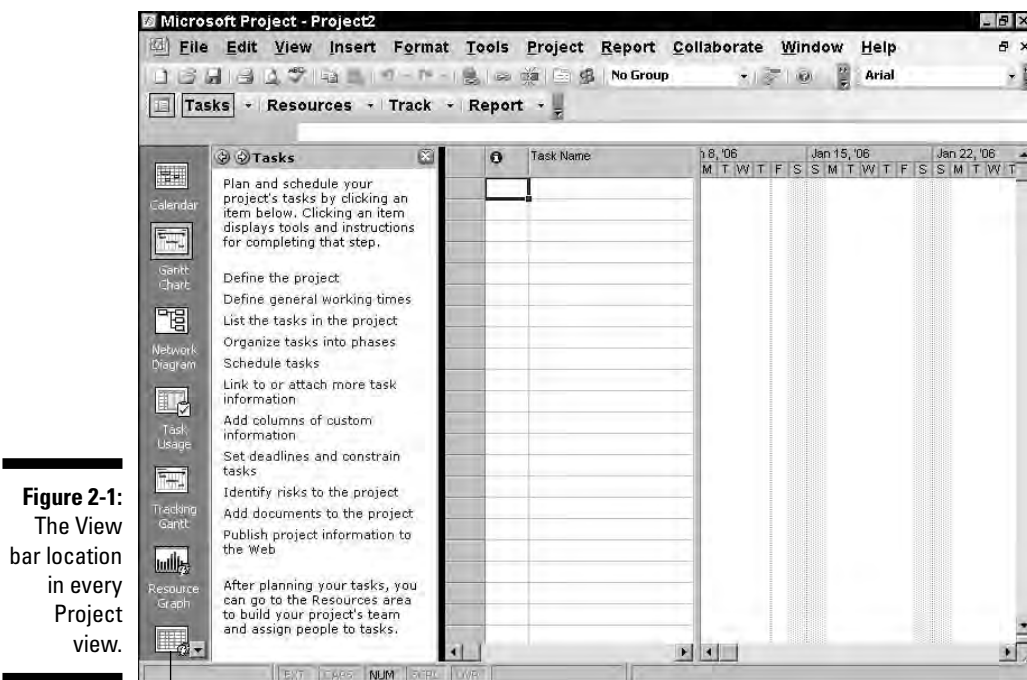 Microsoft Project - Project2
File Edit View Insert Format Tools Project Report Collaborate Window Help
No Group Arial
Tasks Resources Track Report
Tasks
Plan and schedule your
project's tasks by clicking an
item below. Clicking an item
displays tools and instructions
for completing that step.
Define the project
Define general working times
List the tasks in the project
Organize tasks into phases
Schedule tasks
Link to or attach more task
information
Add columns of custom
information
Set deadlines and constrain
tasks
Identify risks to the project
Add documents to the project
Publish project information to
the Web
After planning your tasks, you
can go to the Resources area
to build your project's team
and assign people to tasks.
Calendar
Gantt
Chart
Network
Diagram
Task
Usage
Tracking
Gantt
Resource
Graph
Task Name
8, '06 Jan 15, '06 Jan 22, '06
M T W T F S S M T W T F S S M T W T
EXT CAPS NUM SCRL OVR
Figure 2-1:
The View
bar location
in every
Project
view.